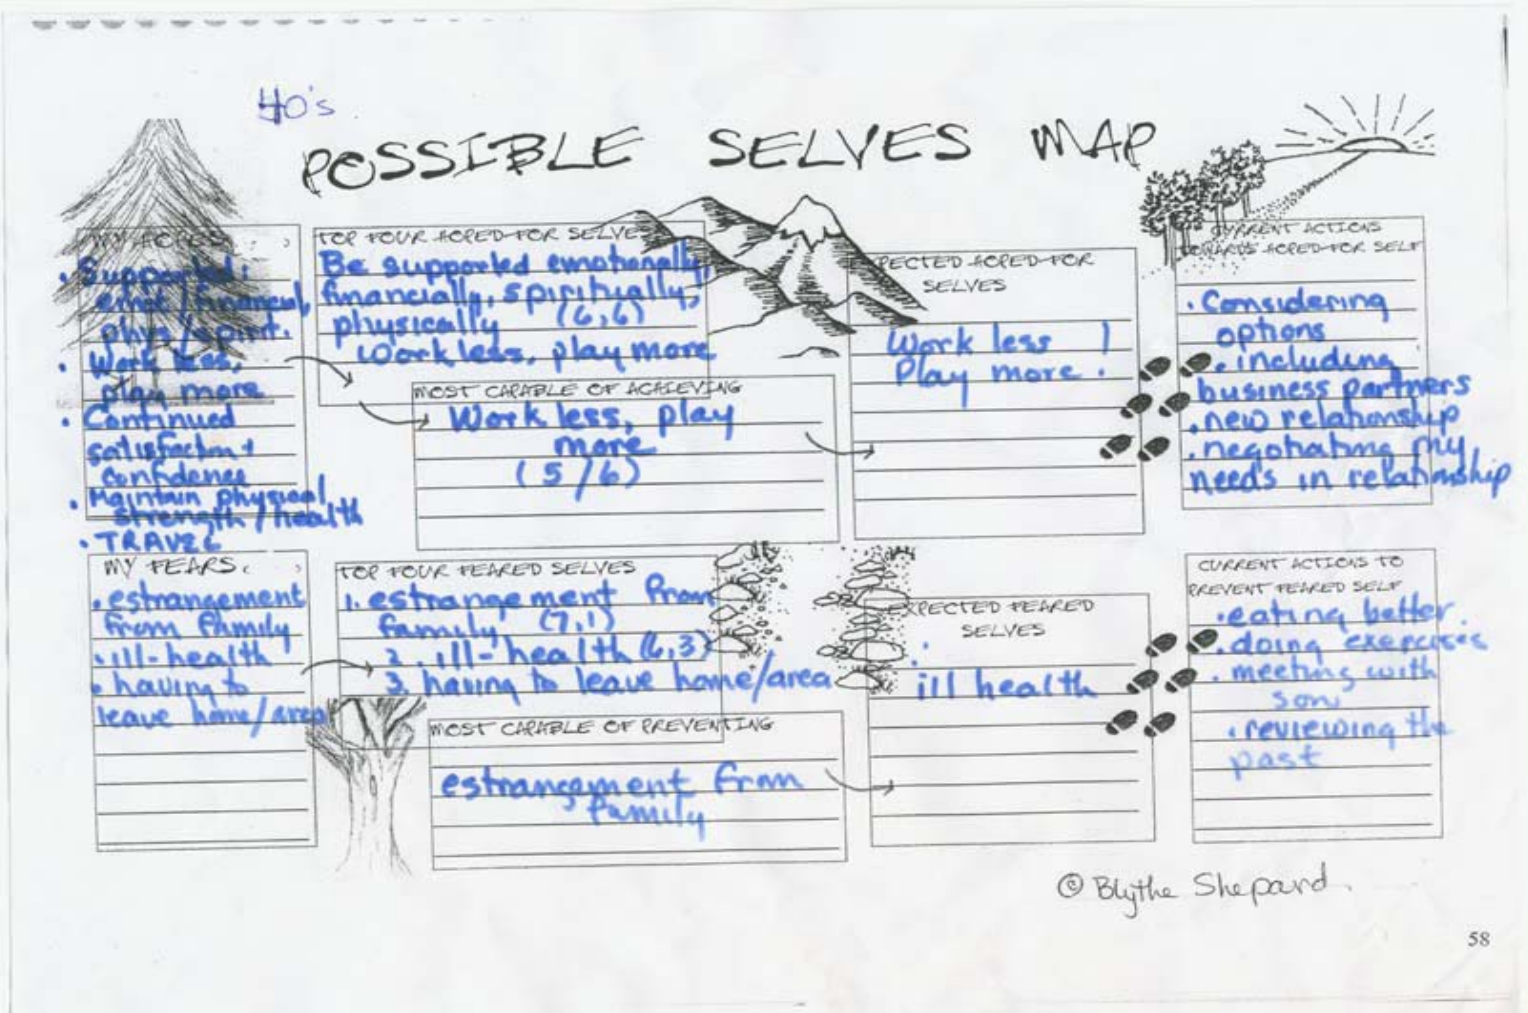 40's
POSSIBLE SELVES MAP
MY HOPES
• Supported:
emot/financial,
phys/spirit.
• Work less,
play more
• Continued
satisfactn +
confidence
• Maintain physical
strength/health
• TRAVEL
TOP FOUR HOPED-FOR SELVES
Be supported emotionally,
financially, spiritually,
physically (6,6)
Work less, play more
MOST CAPABLE OF ACHIEVING
Work less, play
more
(5/6)
EXPECTED HOPED-FOR
SELVES
Work less !
Play more .
CURRENT ACTIONS
TOWARDS HOPED-FOR SELF
• Considering
options
• including
business partners
• new relationship
• negotiating my
needs in relationship
MY FEARS.
• estrangement
from family
• ill-health
• having to
leave home/area
TOP FOUR FEARED SELVES
1. estrangement from
family (7,1)
2. ill-health (6,3)
3. having to leave home/area
MOST CAPABLE OF PREVENTING
estrangement from
family
EXPECTED FEARED
SELVES
ill health
CURRENT ACTIONS TO
PREVENT FEARED SELF
• eating better
• doing exercises
• meeting with
son
• reviewing the
past
© Blythe Shepard
58